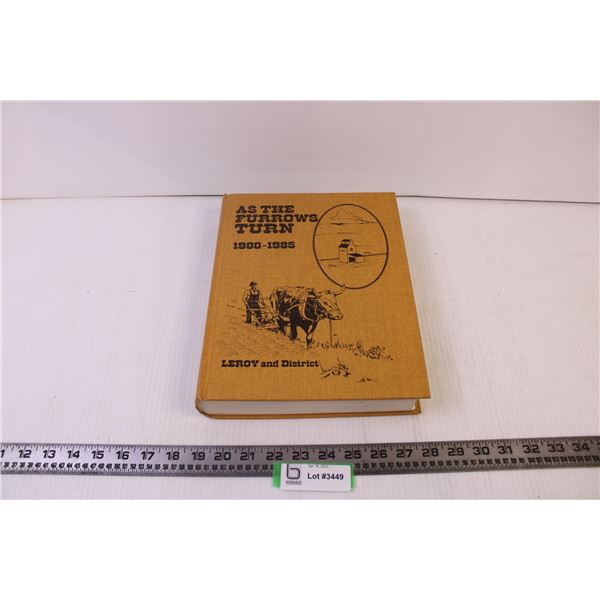 AS THE
FURROWS
TURN
1900-1985
LEROY and District
12 13 14 15 16 17 18 19 20 21 22 23 24 25 26 27 28 29 30 31 32 33 34
b
Lot #3449